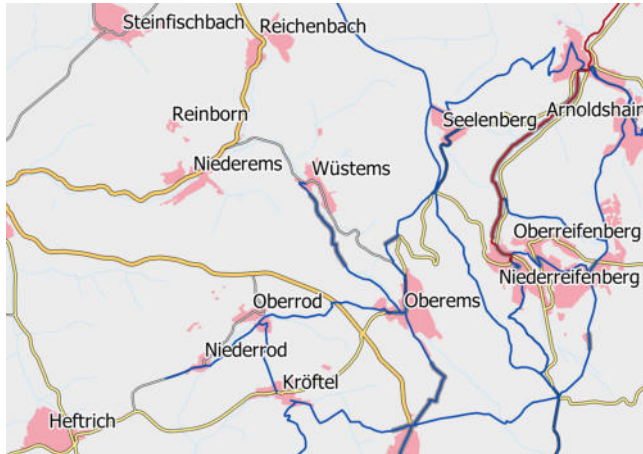 Steinfischbach
Reichenbach
Reinborn
Seelenberg
Arnoldshain
Niederems
Wüstems
Oberreifenberg
Niederreifenberg
Oberrod
Oberems
Niederrod
Kröftel
Heftrich